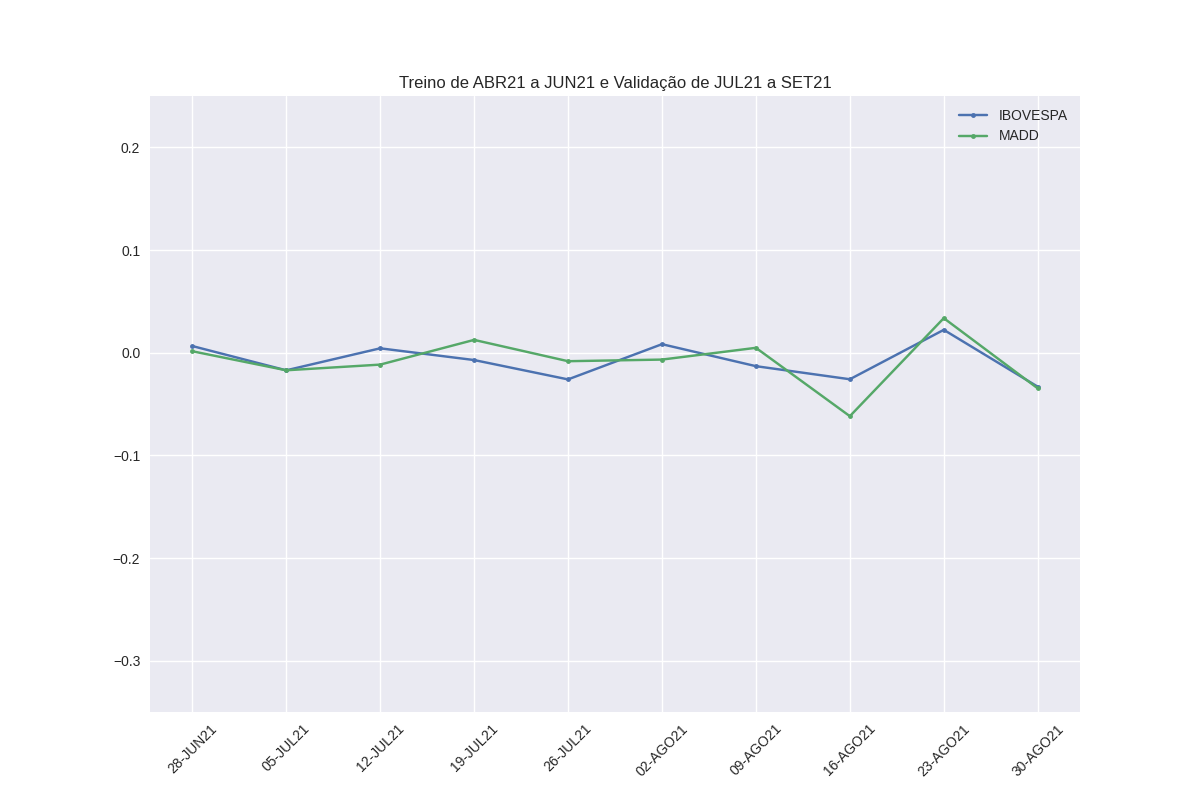 Treino de ABR21 a JUN21 e Validação de JUL21 a SET21
IBOVESPA
MADD
0.2
0.1
0.0
−0.1
−0.2
−0.3
28-JUN21
05-JUL21
12-JUL21
19-JUL21
26-JUL21
02-AGO21
09-AGO21
16-AGO21
23-AGO21
30-AGO21